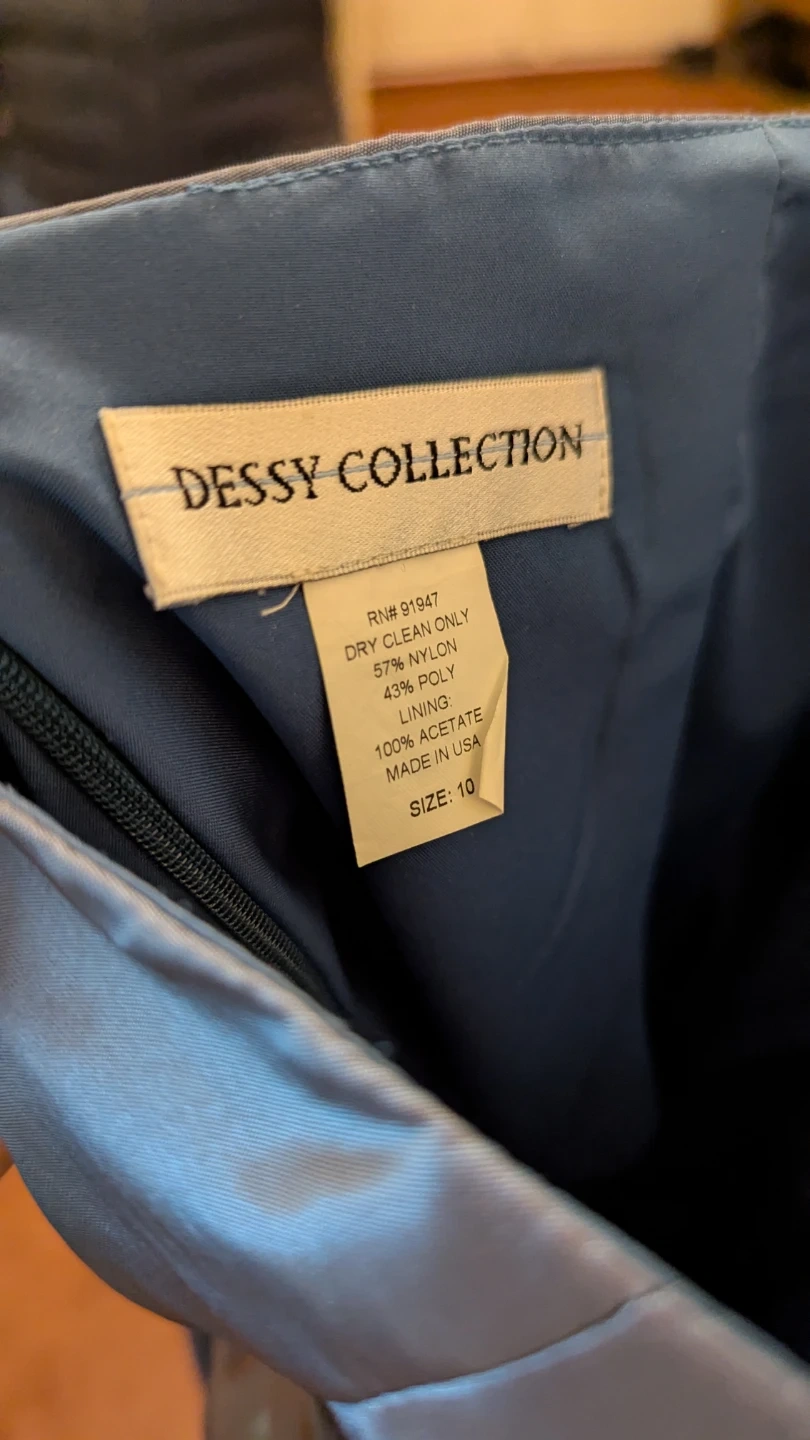 DESSY COLLECTION
RN# 91947
DRY CLEAN ONLY
57% NYLON
43% POLY
LINING:
100% ACETATE
MADE IN USA
SIZE: 10